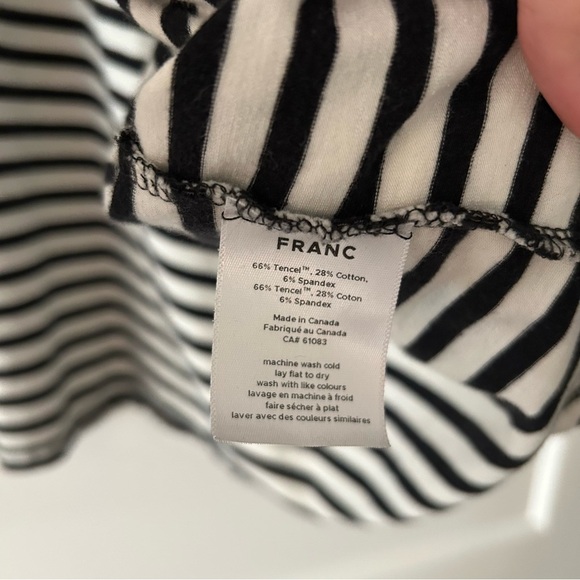 FRANC
66% Tencel™, 28% Cotton,
6% Spandex
66% Tencel™, 28% Coton
6% Spandex
Made in Canada
Fabriqué au Canada
CA# 61083
machine wash cold
lay flat to dry
wash with like colours
lavage en machine à froid
faire sécher à plat
laver avec des couleurs similaires